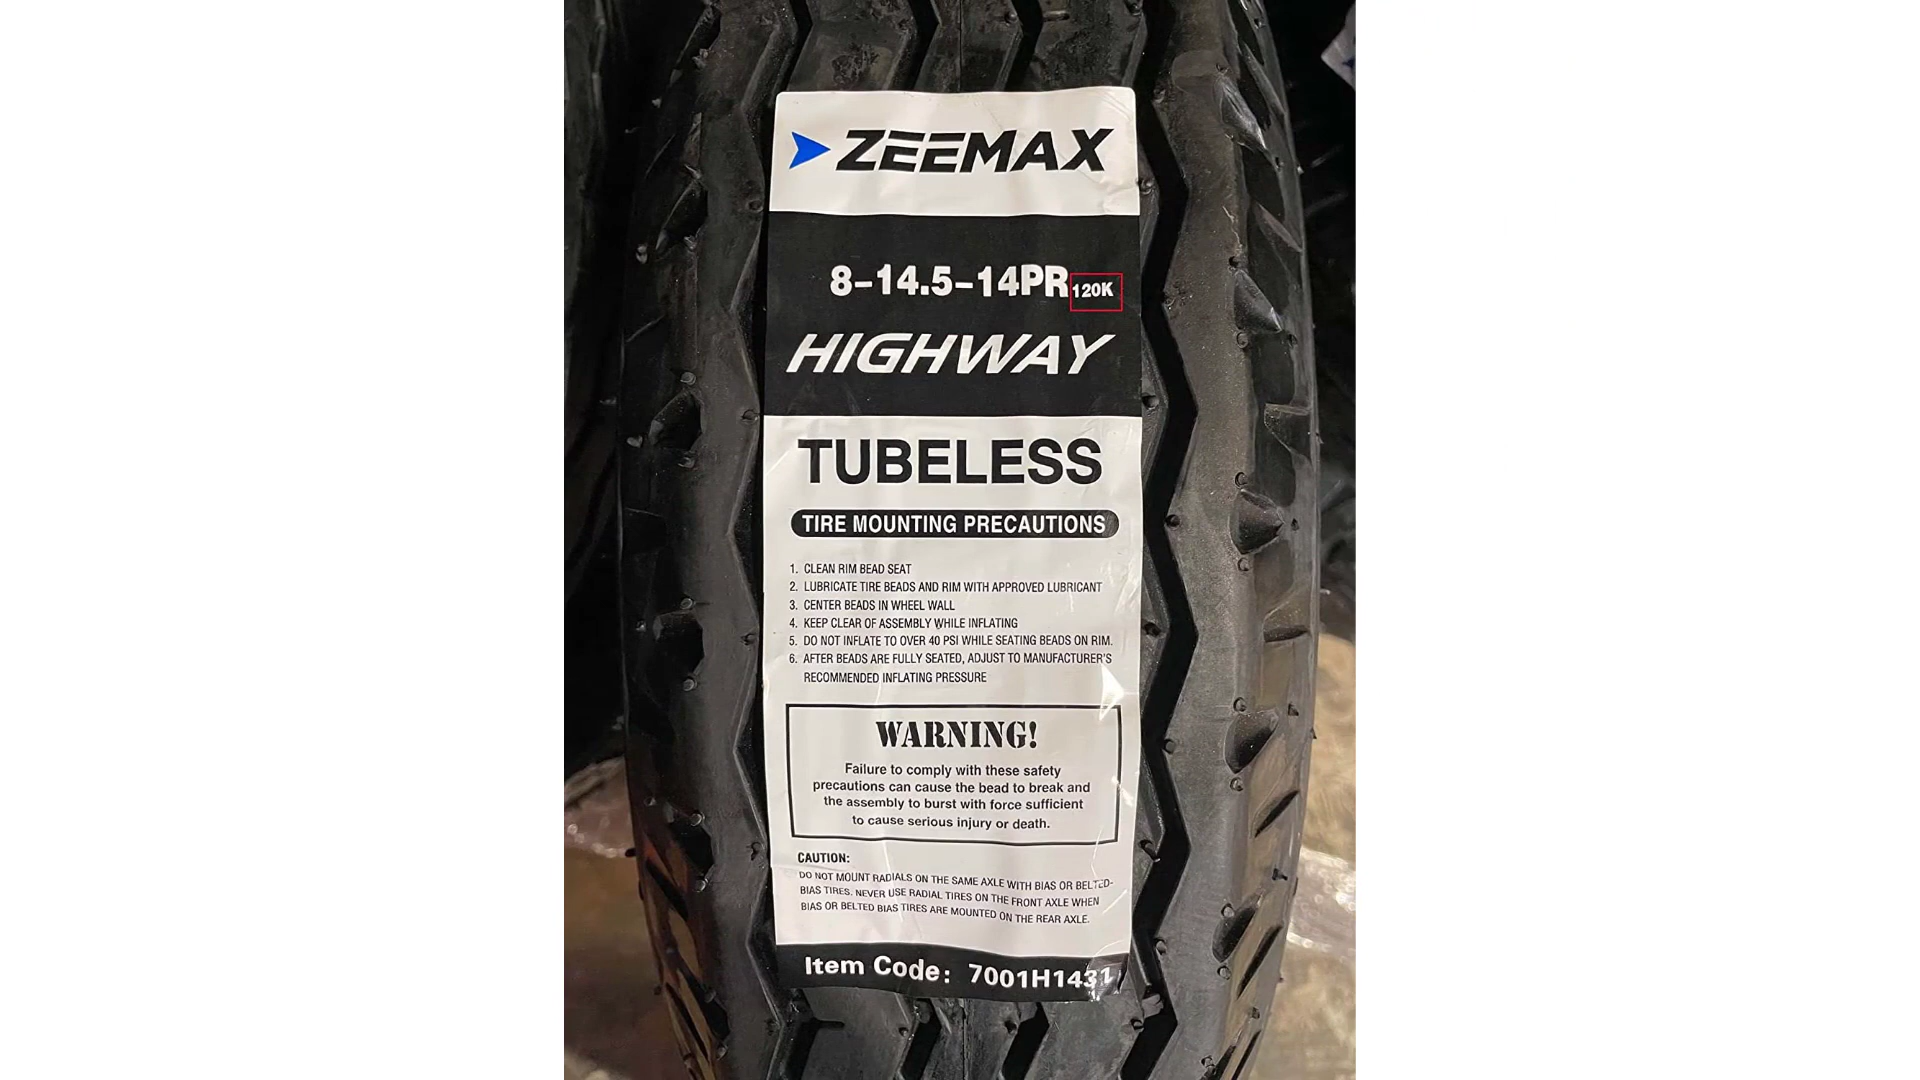 ZEEMAX
8-14.5-14PR 120K
HIGHWAY
TUBELESS
TIRE MOUNTING PRECAUTIONS
1. CLEAN RIM BEAD SEAT
2. LUBRICATE TIRE BEADS AND RIM WITH APPROVED LUBRICANT
3. CENTER BEADS IN WHEEL WALL
4. KEEP CLEAR OF ASSEMBLY WHILE INFLATING
5. DO NOT INFLATE TO OVER 40 PSI WHILE SEATING BEADS ON RIM.
6. AFTER BEADS ARE FULLY SEATED, ADJUST TO MANUFACTURER'S
RECOMMENDED INFLATING PRESSURE
WARNING!
Failure to comply with these safety
precautions can cause the bead to break and
the assembly to burst with force sufficient
to cause serious injury or death.
CAUTION:
DO NOT MOUNT RADIALS ON THE SAME AXLE WITH BIAS OR BELTED-
BIAS TIRES. NEVER USE RADIAL TIRES ON THE FRONT AXLE WHEN
BIAS OR BELTED BIAS TIRES ARE MOUNTED ON THE REAR AXLE.
Item Code: 7001H1431